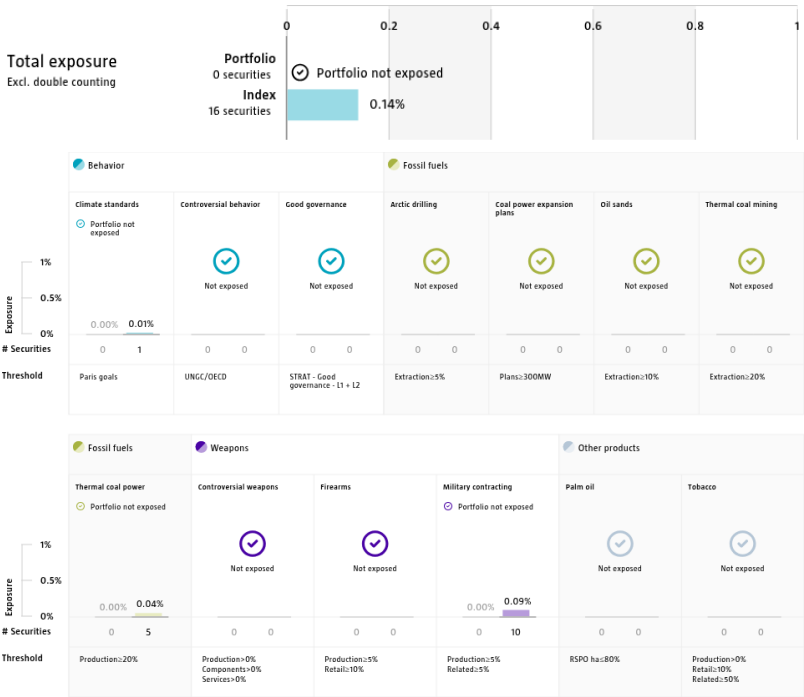 0 0.2 0.4 0.6 0.8 1
Total exposure
Excl. double counting
Portfolio
0 securities
Portfolio not exposed
Index
16 securities
0.14%
Behavior
Fossil fuels
Climate standards
Controversial behavior
Good governance
Arctic drilling
Coal power expansion
plans
Oil sands
Thermal coal mining
Portfolio not
exposed
Not exposed
Not exposed
Not exposed
Not exposed
Not exposed
Not exposed
Exposure
1%
0.5%
0%
0.00% 0.01%
# Securities 0 1 0 0 0 0 0 0 0 0 0 0 0 0
Threshold
Paris goals
UNGC/OECD
STRAT - Good
governance - L1 + L2
Extraction≥5%
Plans≥300MW
Extraction≥10%
Extraction≥20%
Fossil fuels
Weapons
Other products
Thermal coal power
Controversial weapons
Firearms
Military contracting
Palm oil
Tobacco
Portfolio not exposed
Not exposed
Not exposed
Portfolio not exposed
Not exposed
Not exposed
Exposure
1%
0.5%
0%
0.00% 0.04%
0.00% 0.09%
# Securities 0 5 0 0 0 0 0 10 0 0 0 0
Threshold
Production≥20%
Production>0%
Components>0%
Services>0%
Production≥5%
Retail≥10%
Production≥5%
Related≥5%
RSPO ha≤80%
Production>0%
Retail≥10%
Related≥50%